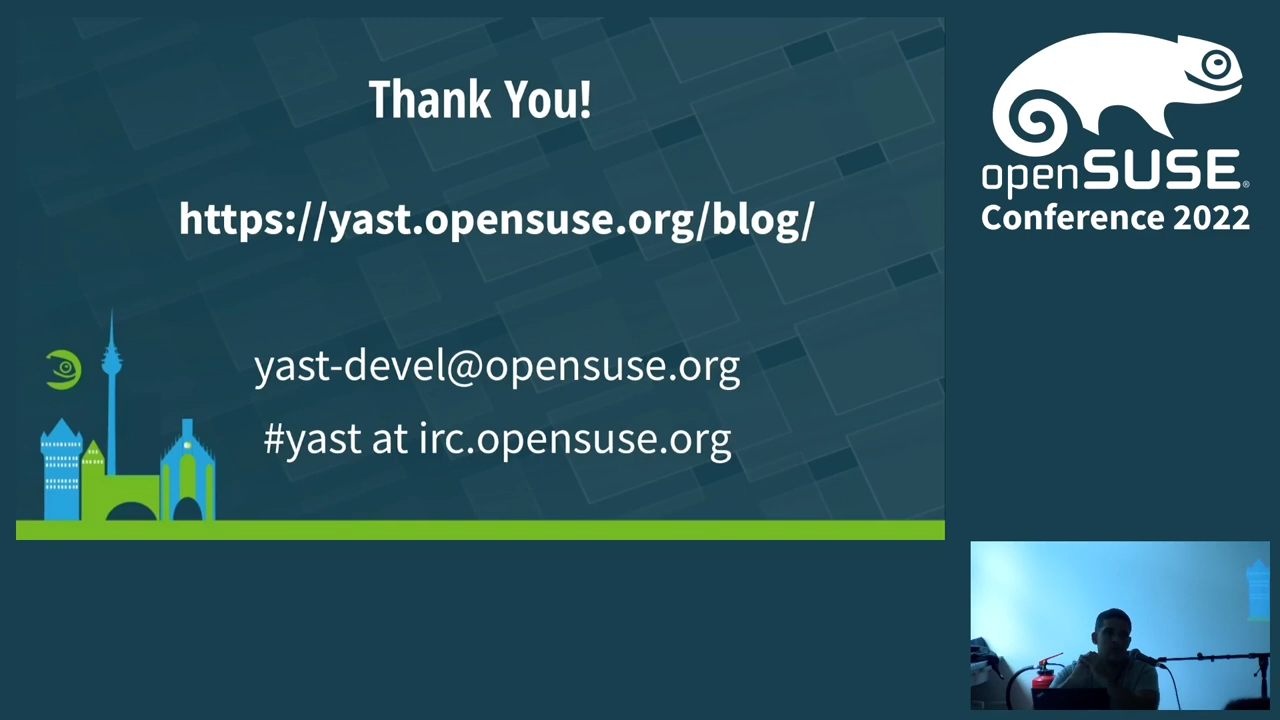 Thank You!
https://yast.opensuse.org/blog/
yast-devel@opensuse.org
#yast at irc.opensuse.org
openSUSE®
Conference 2022